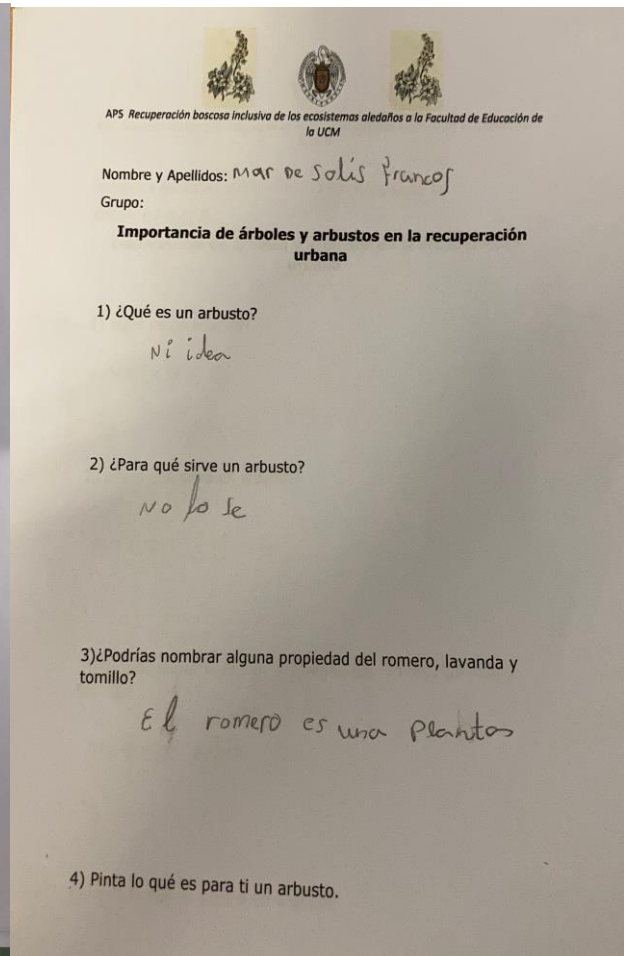 APS Recuperación boscosa inclusiva de los ecosistemas aledaños a la Facultad de Educación de
la UCM
Nombre y Apellidos: Mar De Solís Francos
Grupo:
Importancia de árboles y arbustos en la recuperación
urbana
1) ¿Qué es un arbusto?
Ni idea
2) ¿Para qué sirve un arbusto?
No lo se
3)¿Podrías nombrar alguna propiedad del romero, lavanda y
tomillo?
El romero es una plantas
4) Pinta lo qué es para ti un arbusto.